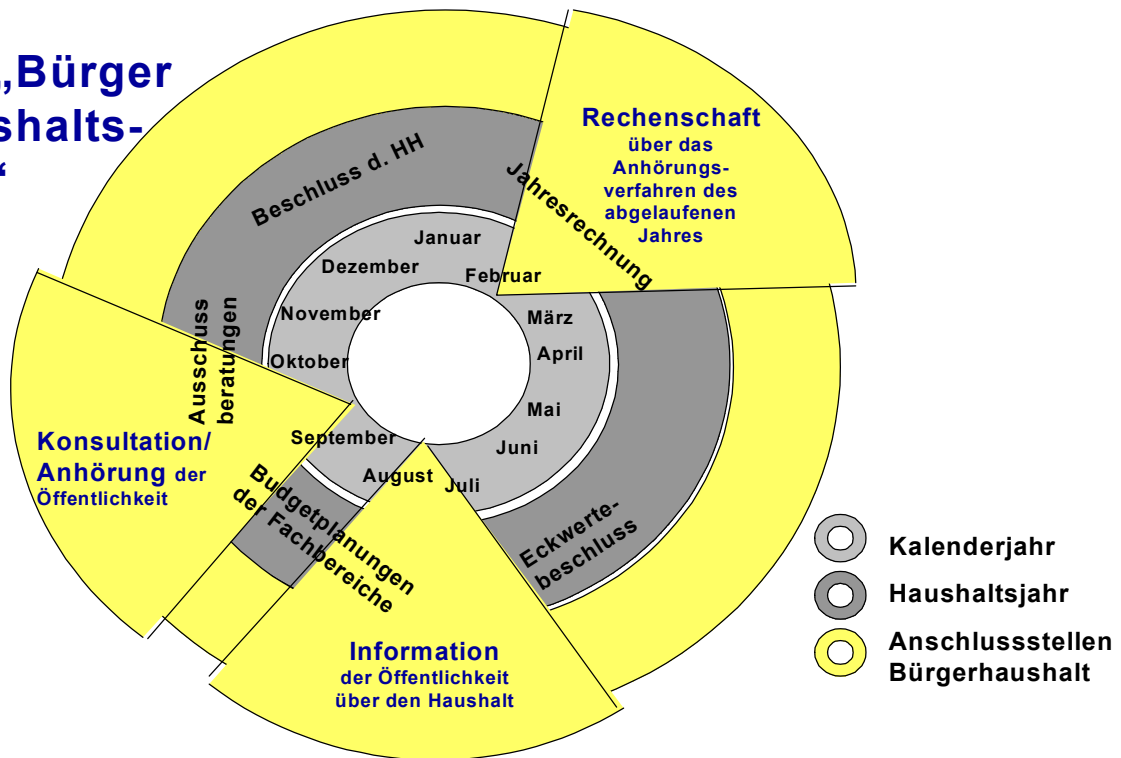 „Bürger
shalts-
“
Rechenschaft
über das
Anhörungs-
verfahren des
abgelaufenen
Jahres
Beschluss d. HH
Jahresrechnung
Januar
Februar
März
April
Mai
Juni
Juli
August
September
Oktober
November
Dezember
Ausschuss
beratungen
Konsultation/
Anhörung der
Öffentlichkeit
Budgetplanungen
der Fachbereiche
Eckwerte-
beschluss
Information
der Öffentlichkeit
über den Haushalt
Kalenderjahr
Haushaltsjahr
Anschlussstellen
Bürgerhaushalt